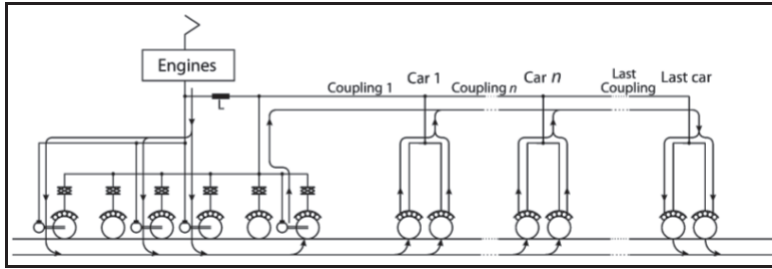 Engines
L
Coupling 1
Car 1
Coupling n
Car n
Last
Coupling
Last car